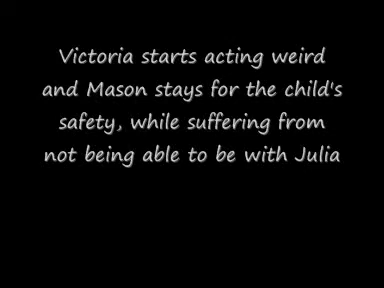 Victoria starts acting weird
and Mason stays for the child's
safety, while suffering from
not being able to be with Julia